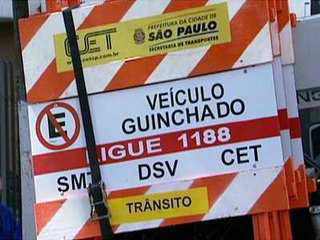 CET
PREFEITURA DA CIDADE DE
SÃO PAULO
SECRETARIA DE TRANSPORTES
E
VEÍCULO
GUINCHADO
LIGUE 1188
SMT DSV CET
TRÂNSITO